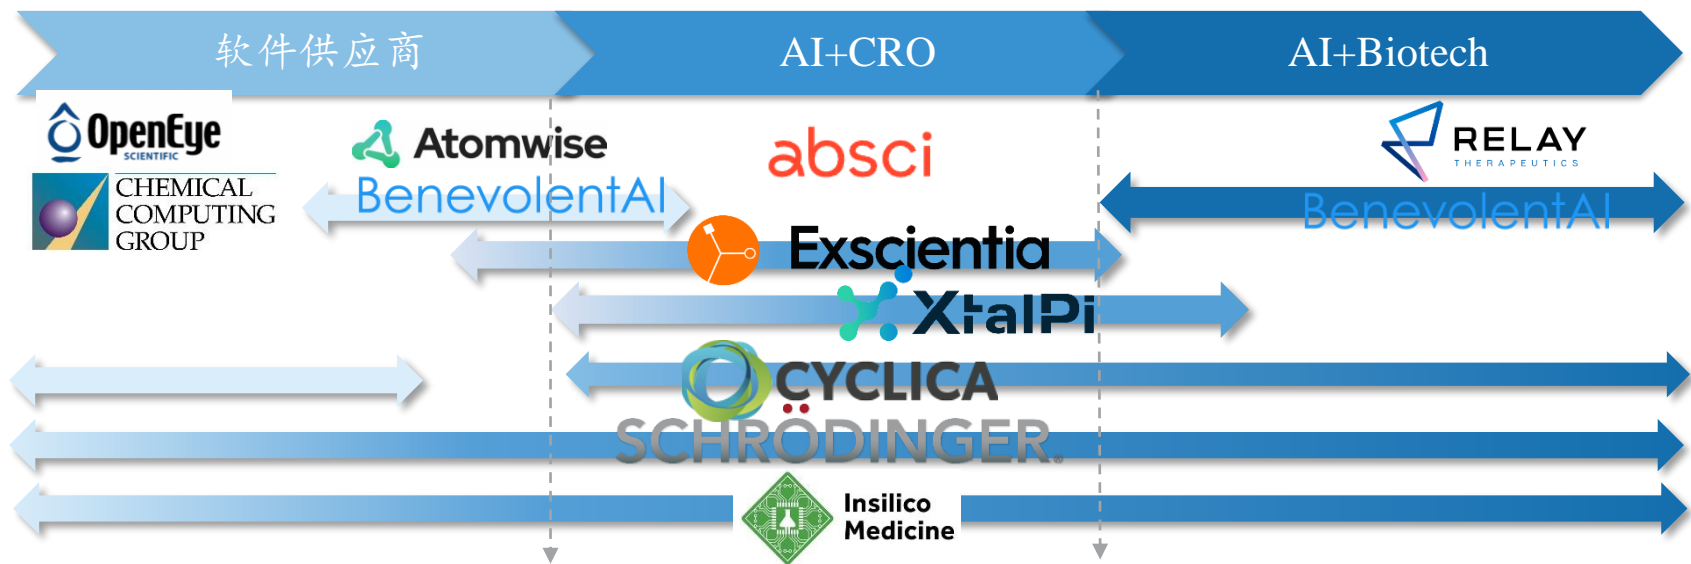 软件供应商
AI+CRO
AI+Biotech
OpenEye
SCIENTIFIC
CHEMICAL
COMPUTING
GROUP
Atomwise
BenevolentAI
absci
RELAY
THERAPEUTICS
BenevolentAI
Exscientia
XtalPi
CYCLICA
SCHRÖDINGER®
Insilico
Medicine